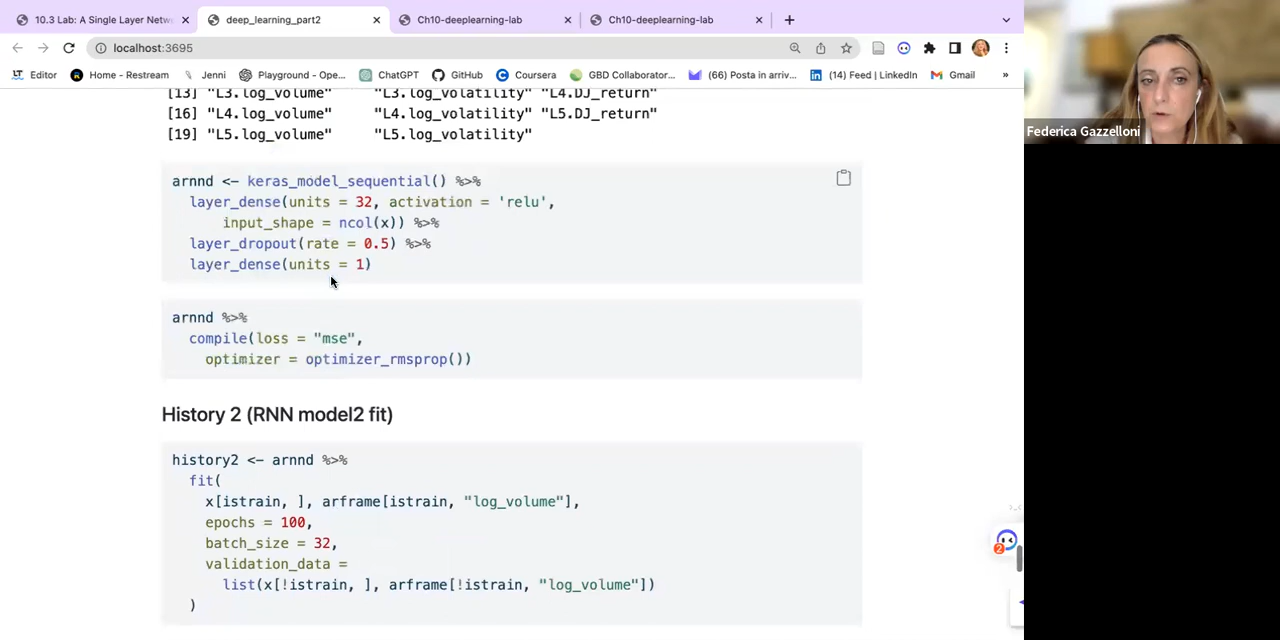 10.3 Lab: A Single Layer Netw
deep_learning_part2
Ch10-deeplearning-lab
Ch10-deeplearning-lab
localhost:3695
LT Editor
Home - Restream
Jenni
Playground - Ope...
ChatGPT
GitHub
Coursera
GBD Collaborator...
(66) Posta in arriv...
(14) Feed | LinkedIn
Gmail
»
Federica Gazzelloni
[13] "L3.log_volume" "L3.log_volatility" "L4.DJ_return"
[16] "L4.log_volume" "L4.log_volatility" "L5.DJ_return"
[19] "L5.log_volume" "L5.log_volatility"
arnnd <- keras_model_sequential() %>%
layer_dense(units = 32, activation = 'relu',
input_shape = ncol(x)) %>%
layer_dropout(rate = 0.5) %>%
layer_dense(units = 1)
arnnd %>%
compile(loss = "mse",
optimizer = optimizer_rmsprop())
History 2 (RNN model2 fit)
history2 <- arnnd %>%
fit(
x[istrain, ], arframe[istrain, "log_volume"],
epochs = 100,
batch_size = 32,
validation_data =
list(x[!istrain, ], arframe[!istrain, "log_volume"])
)
2